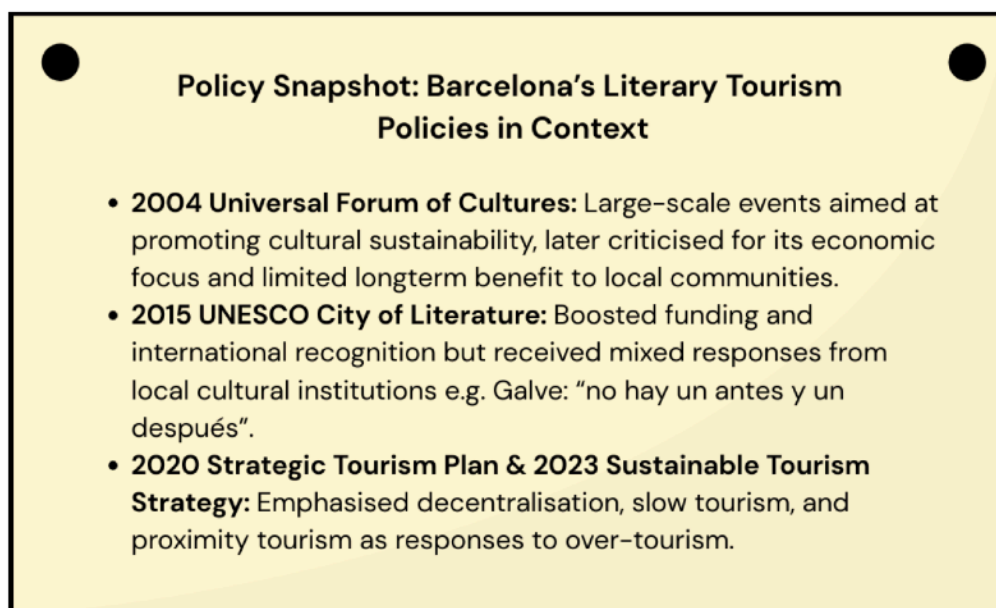 Policy Snapshot: Barcelona’s Literary Tourism
Policies in Context
• 2004 Universal Forum of Cultures: Large-scale events aimed at
promoting cultural sustainability, later criticised for its economic
focus and limited longterm benefit to local communities.
• 2015 UNESCO City of Literature: Boosted funding and
international recognition but received mixed responses from
local cultural institutions e.g. Galve: “no hay un antes y un
después”.
• 2020 Strategic Tourism Plan & 2023 Sustainable Tourism
Strategy: Emphasised decentralisation, slow tourism, and
proximity tourism as responses to over-tourism.